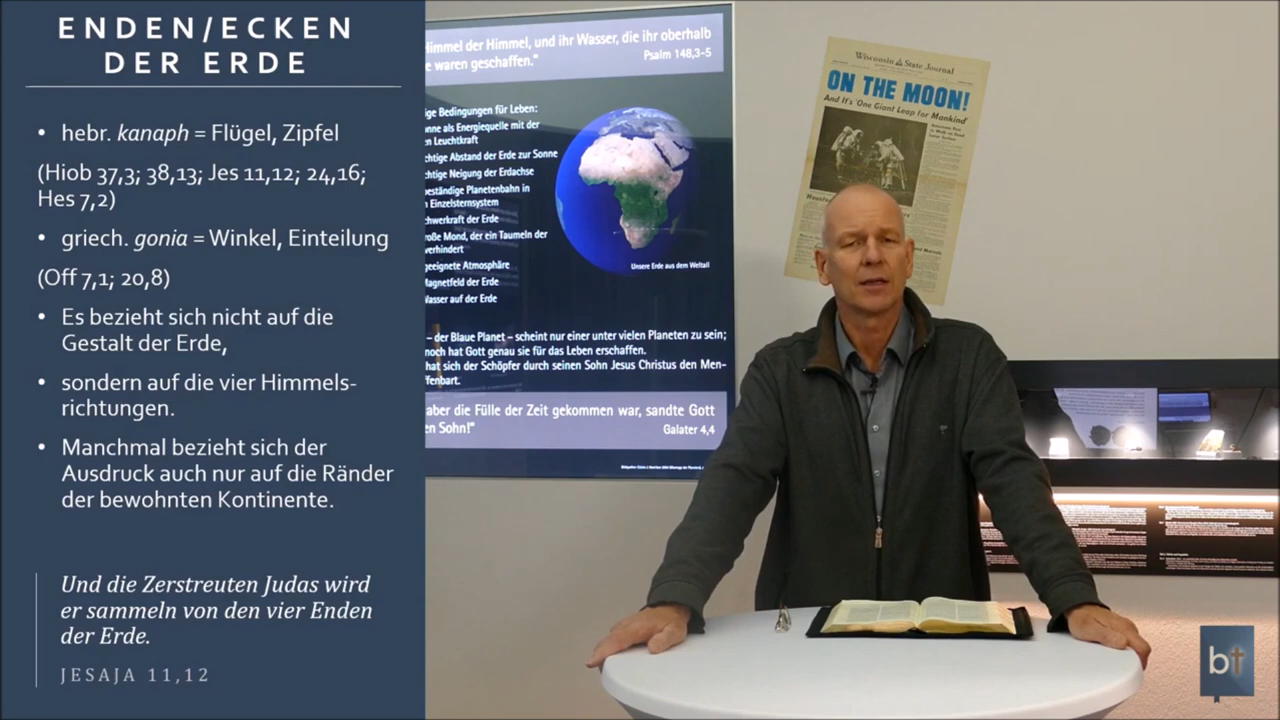 ENDEN/ECKEN
DER ERDE
• hebr. kanaph = Flügel, Zipfel
(Hiob 37,3; 38,13; Jes 11,12; 24,16;
Hes 7,2)
• griech. gonia = Winkel, Einteilung
(Off 7,1; 20,8)
• Es bezieht sich nicht auf die
Gestalt der Erde,
• sondern auf die vier Himmels-
richtungen.
• Manchmal bezieht sich der
Ausdruck auch nur auf die Ränder
der bewohnten Kontinente.
Und die Zerstreuten Judas wird
er sammeln von den vier Enden
der Erde.
JESAJA 11,12
Himmel der Himmel, und ihr Wasser, die ihr oberhalb
e waren geschaffen."
Psalm 148,3-5
ige Bedingungen für Leben:
nne als Energiequelle mit der
n Leuchtkraft
chtige Abstand der Erde zur Sonne
chtige Neigung der Erdachse
beständige Planetenbahn in
n Einzelsternsystem
chwerkraft der Erde
roße Mond, der ein Taumeln der
verhindert
geeignete Atmosphäre
Magnetfeld der Erde
Wasser auf der Erde
Unsere Erde aus dem Weltall
– der Blaue Planet – scheint nur einer unter vielen Planeten zu sein;
noch hat Gott genau sie für das Leben erschaffen.
hat sich der Schöpfer durch seinen Sohn Jesus Christus den Men-
ffenbart.
aber die Fülle der Zeit gekommen war, sandte Gott
en Sohn!"
Galater 4,4
Wisconsin State Journal
ON THE MOON!
And It's 'One Giant Leap for Mankind'
bt